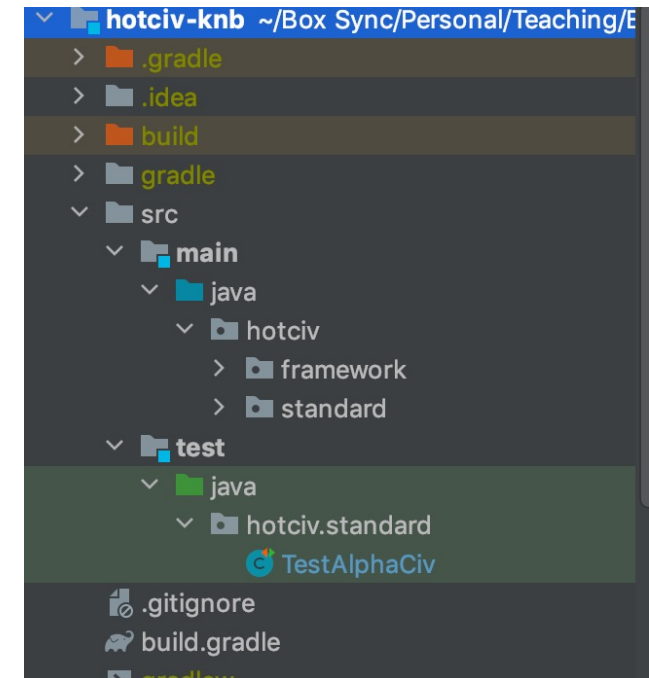 hotciv-knb ~/Box Sync/Personal/Teaching/E
.gradle
.idea
build
gradle
src
main
java
hotciv
framework
standard
test
java
hotciv.standard
TestAlphaCiv
.gitignore
build.gradle
gradlew